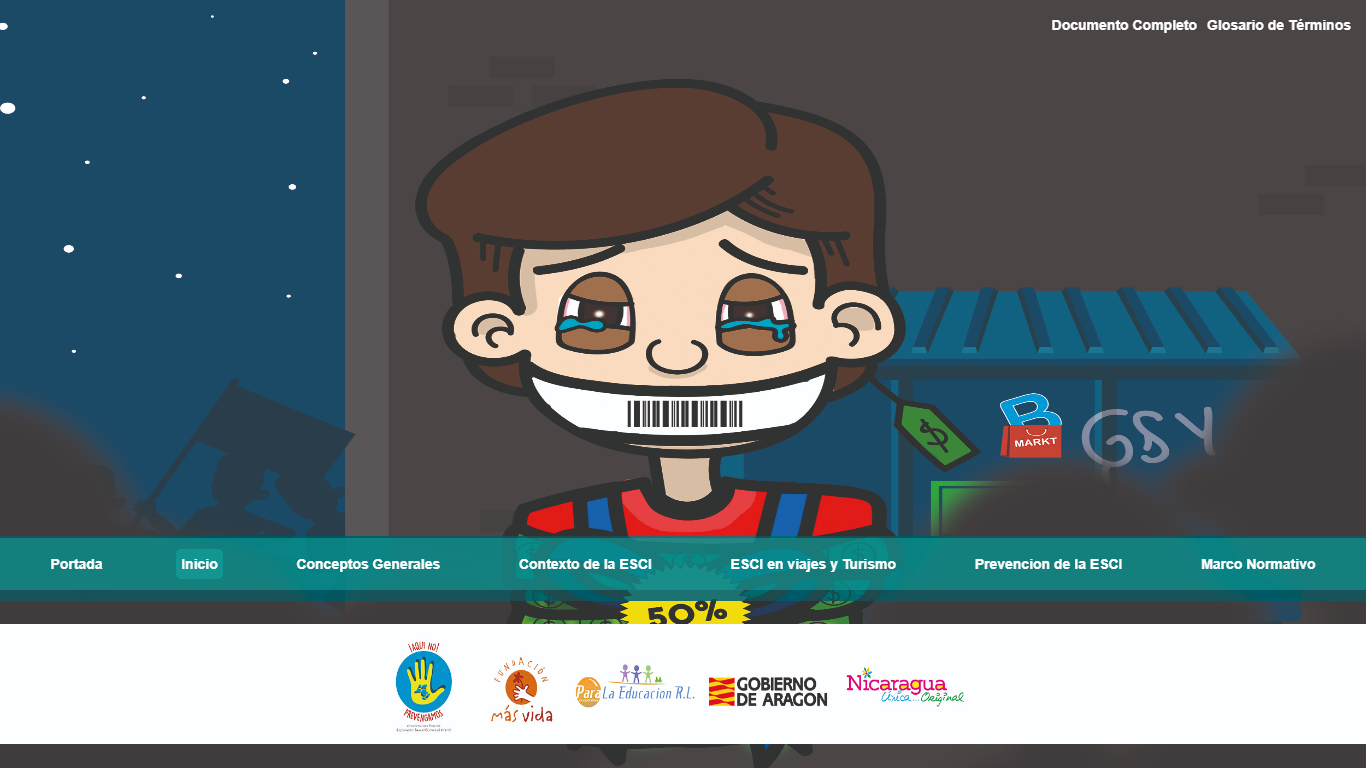 Documento Completo Glosario de Términos
B
MARKT
GSY
$
Portada Inicio Conceptos Generales Contexto de la ESCI ESCI en viajes y Turismo Prevencion de la ESCI Marco Normativo
50%
¡AQUÍ NO!
PREVENGAMOS
FUNDACIÓN
más vida
Para La Educacion R.L.
GOBIERNO
DE ARAGON
Nicaragua
Única... Original